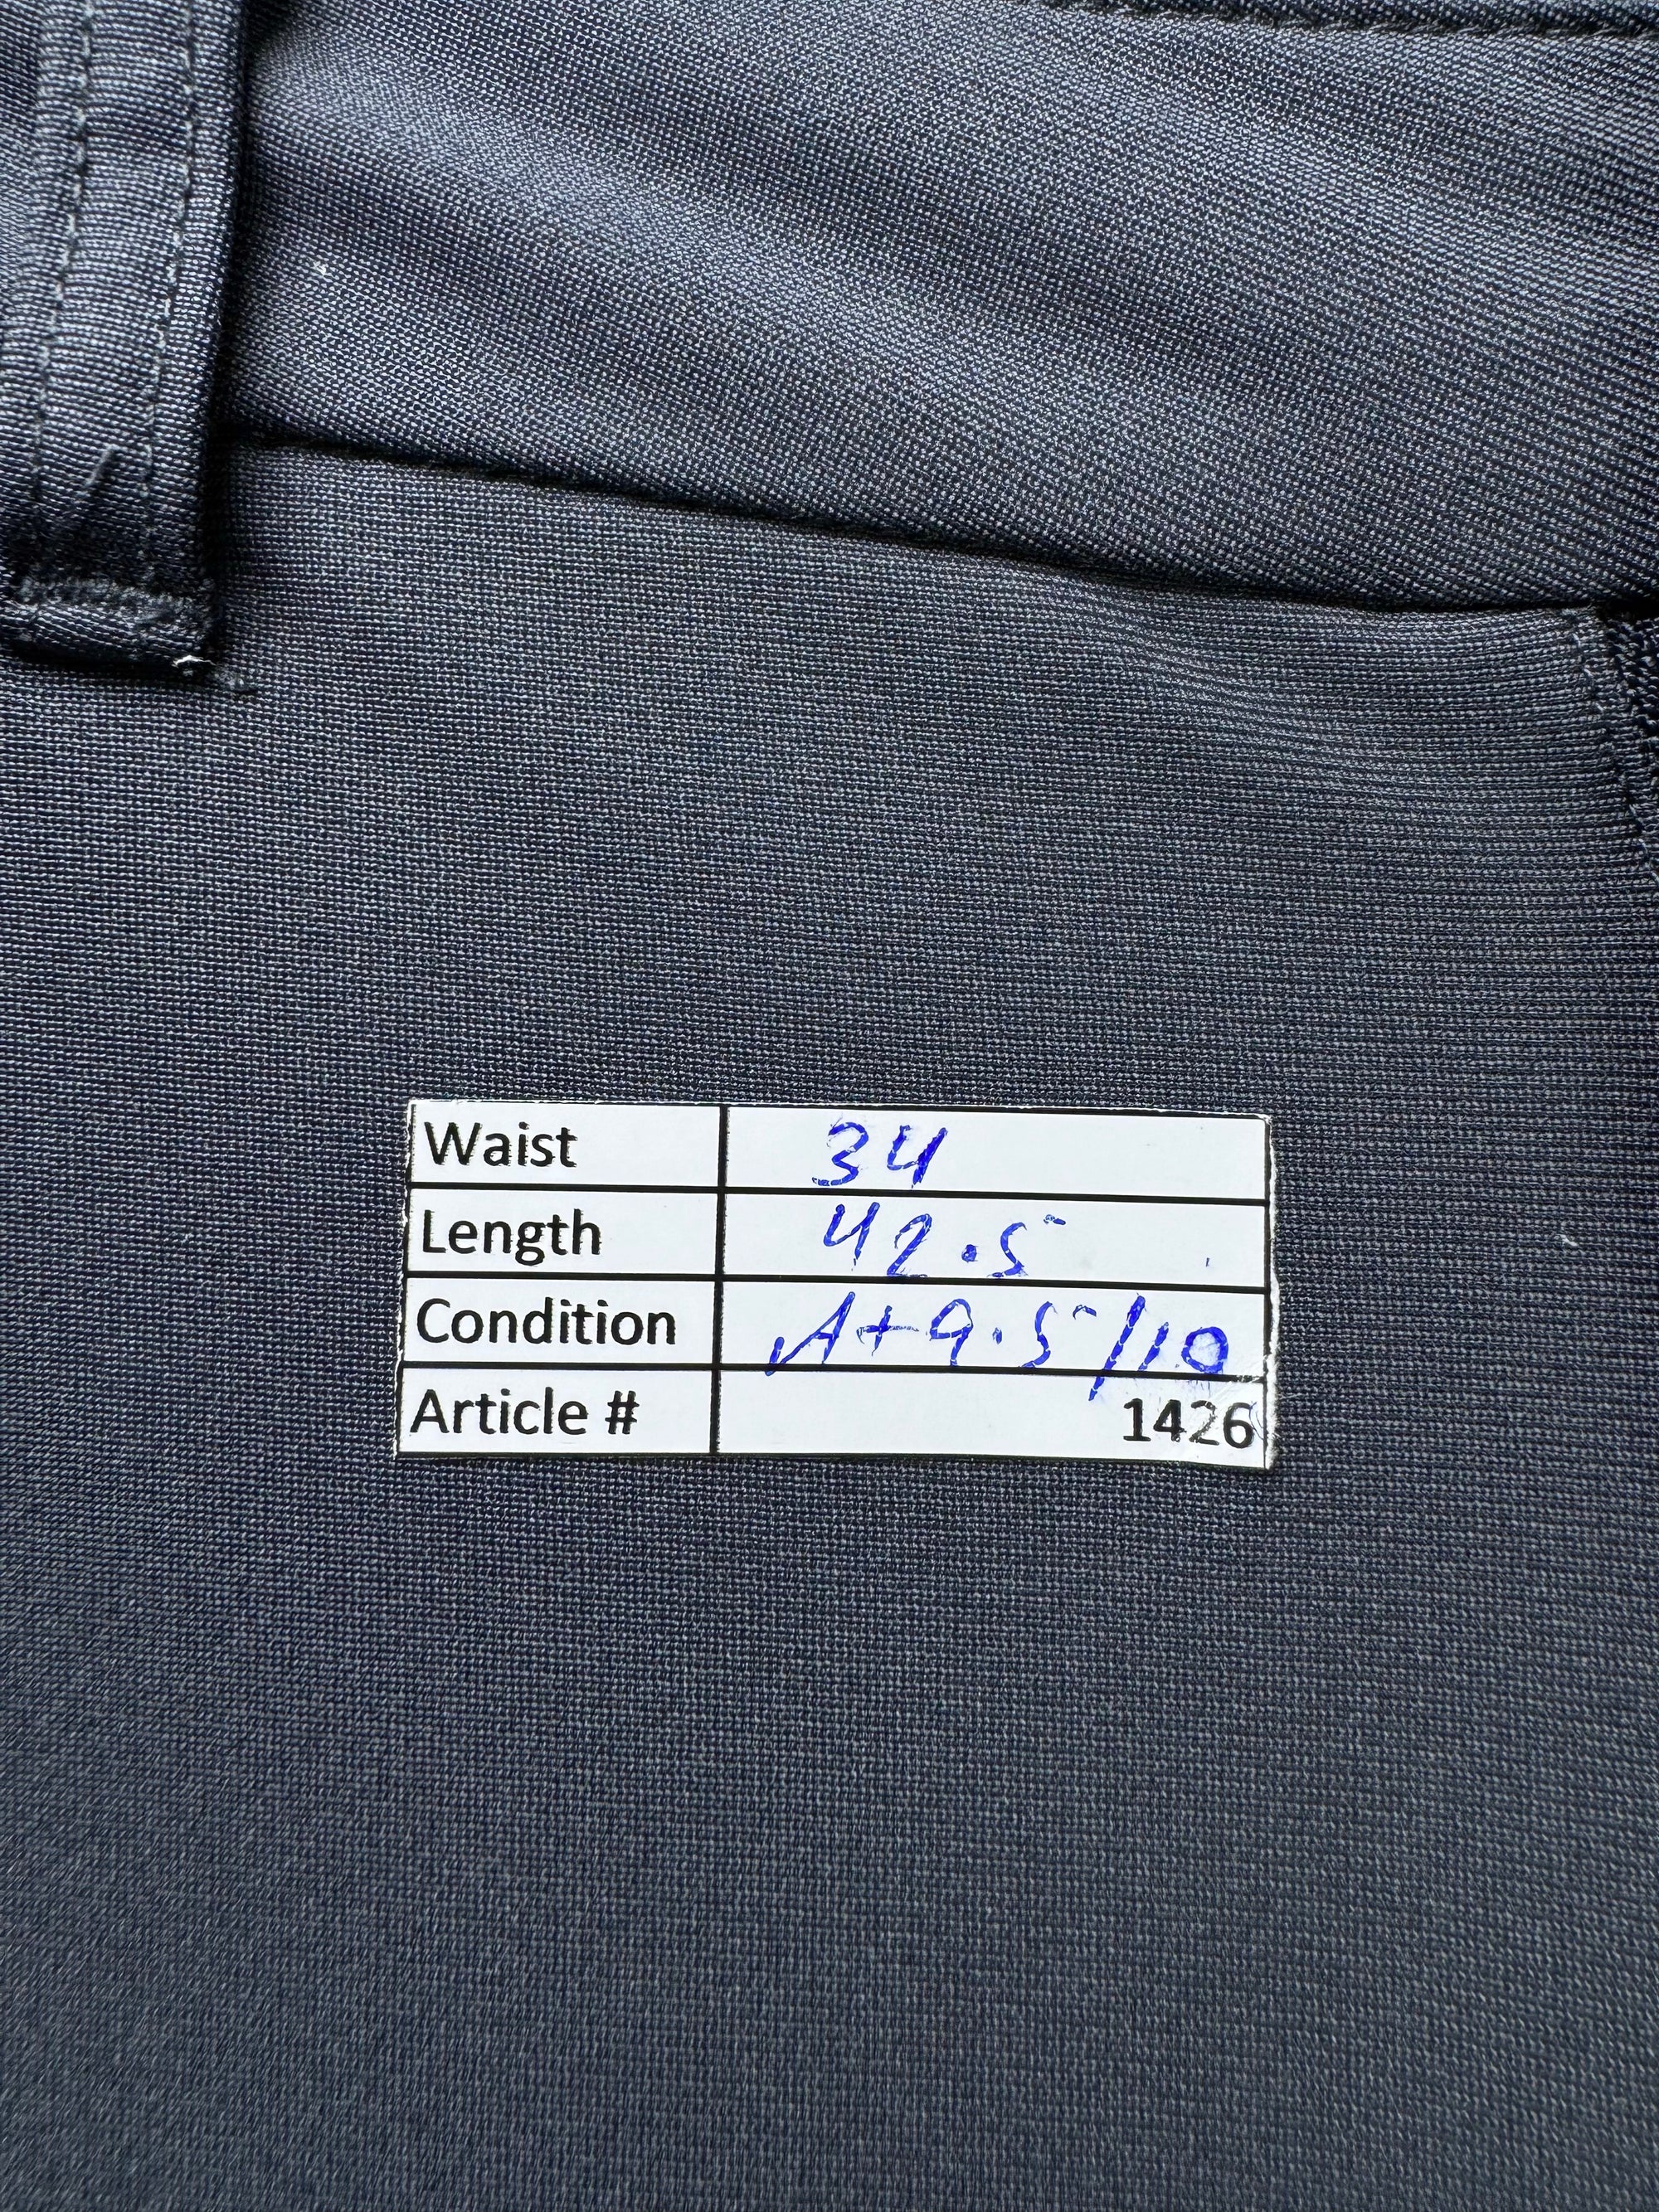 Waist 34
Length 42.5
Condition A+ 9.5/10
Article # 1426